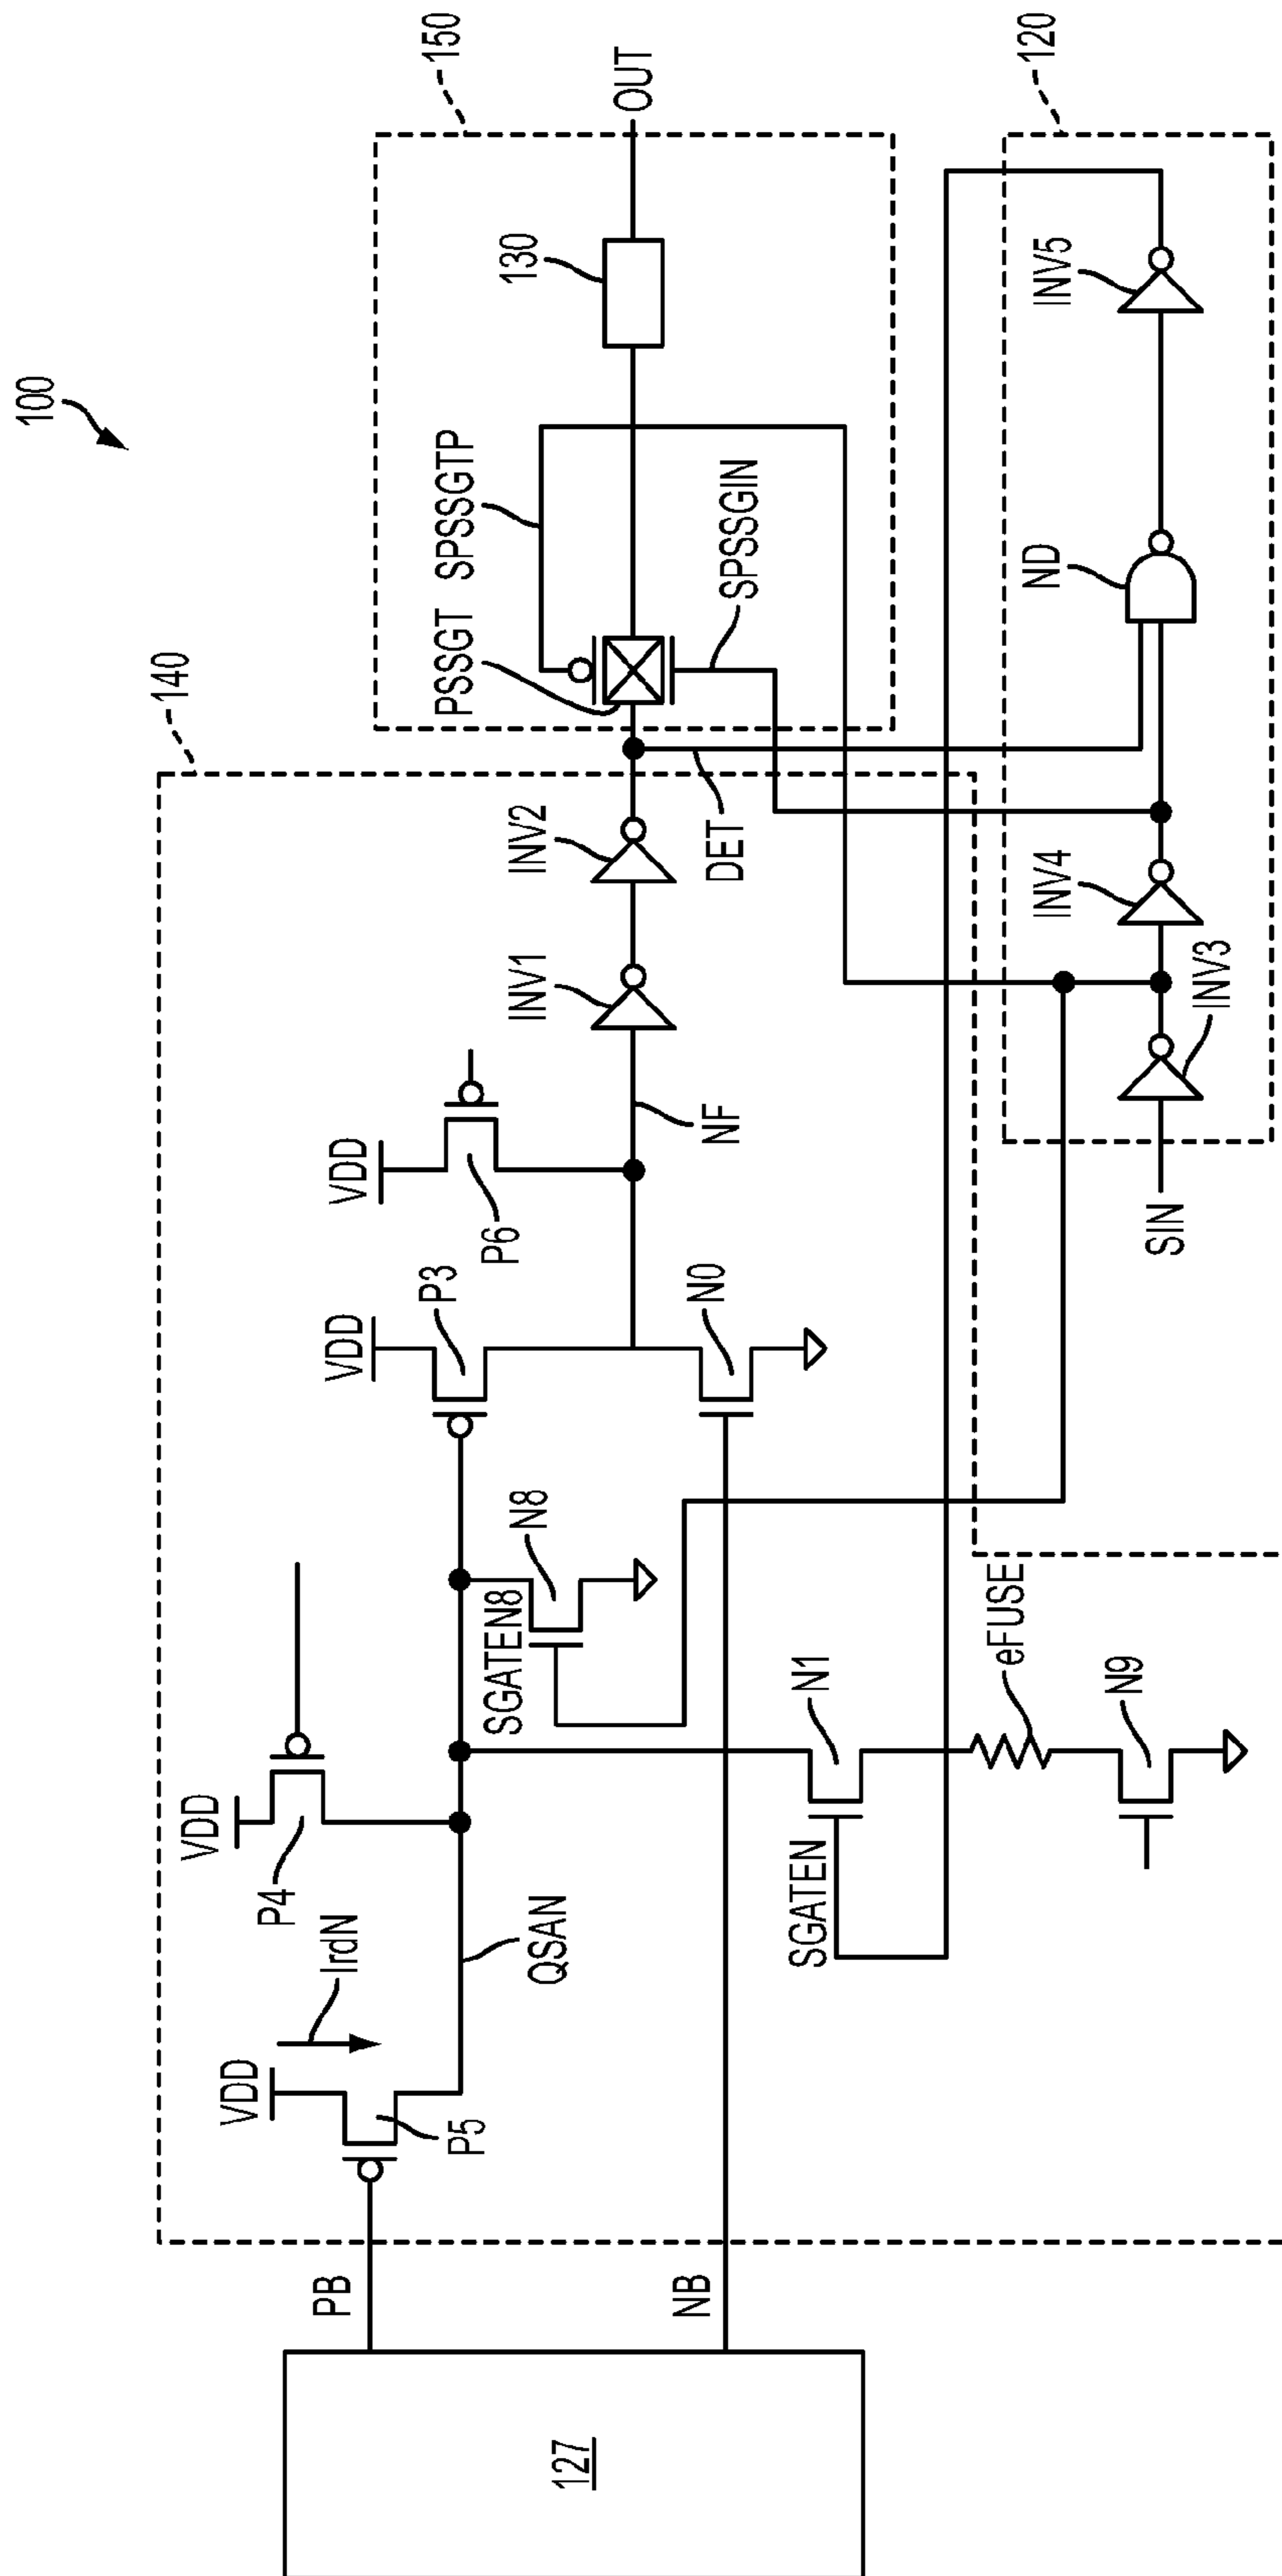 100
140
150
120
127
PB
NB
VDD
IrdN
P5
QSAN
VDD
P4
SGATEN8
N8
SGATEN
N1
eFUSE
N9
VDD
P3
N0
VDD
P6
NF
INV1
INV2
DET
PSSGT
SPSSGTP
SPSSGIN
130
OUT
SIN
INV3
INV4
ND
INV5